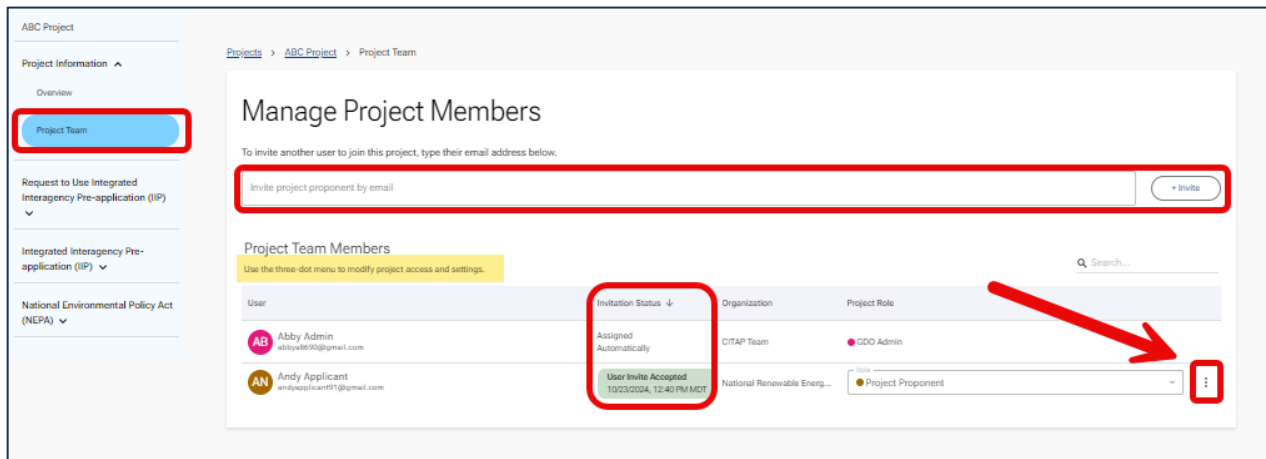 ABC Project
Project Information
Overview
Project Team
Request to Use Integrated
Interagency Pre-application (IIP)
Integrated Interagency Pre-
application (IIP)
National Environmental Policy Act
(NEPA)
Projects > ABC Project > Project Team
Manage Project Members
To invite another user to join this project, type their email address below.
Invite project proponent by email
+ Invite
Project Team Members
Use the three-dot menu to modify project access and settings.
Search...
User Invitation Status ↓ Organization Project Role
AB Abby Admin
abbya8690@gmail.com
Assigned
Automatically
CITAP Team
GDO Admin
AN Andy Applicant
andyapplicant91@gmail.com
User Invite Accepted
10/23/2024, 12:40 PM MDT
National Renewable Energ...
Role
Project Proponent